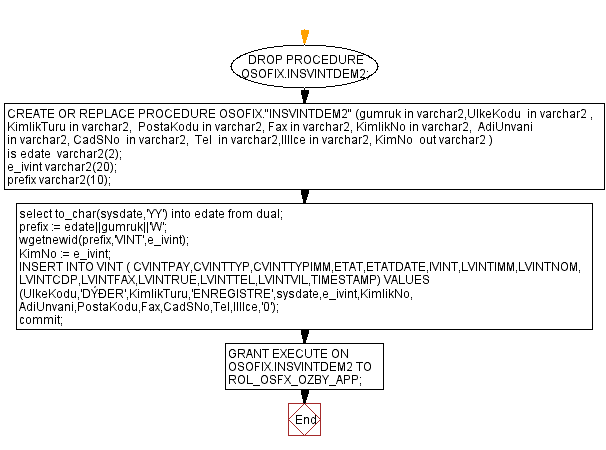 DROP PROCEDURE
OSOFIX.INSVINTDEM2;
CREATE OR REPLACE PROCEDURE OSOFIX."INSVINTDEM2" (gumruk in varchar2,UlkeKodu  in varchar2 ,
KimlikTuru in varchar2,  PostaKodu in varchar2, Fax in varchar2, KimlikNo in varchar2,  AdiUnvani
in varchar2, CadSNo  in varchar2,  Tel  in varchar2,IlIlce in varchar2, KimNo  out varchar2 )
is edate  varchar2(2);
e_ivint varchar2(20);
prefix varchar2(10);
select to_char(sysdate,'YY') into edate from dual;
prefix := edate||gumruk||'W';
wgetnewid(prefix,'VINT',e_ivint);
KimNo := e_ivint;
INSERT INTO VINT ( CVINTPAY,CVINTTYP,CVINTTYPIMM,ETAT,ETATDATE,IVINT,LVINTIMM,LVINTNOM,
LVINTCDP,LVINTFAX,LVINTRUE,LVINTTEL,LVINTVIL,TIMESTAMP) VALUES
(UlkeKodu,'DÝÐER',KimlikTuru,'ENREGISTRE',sysdate,e_ivint,KimlikNo,
AdiUnvani,PostaKodu,Fax,CadSNo,Tel,IlIlce,'0');
commit;
GRANT EXECUTE ON
OSOFIX.INSVINTDEM2 TO
ROL_OSFX_OZBY_APP;
End